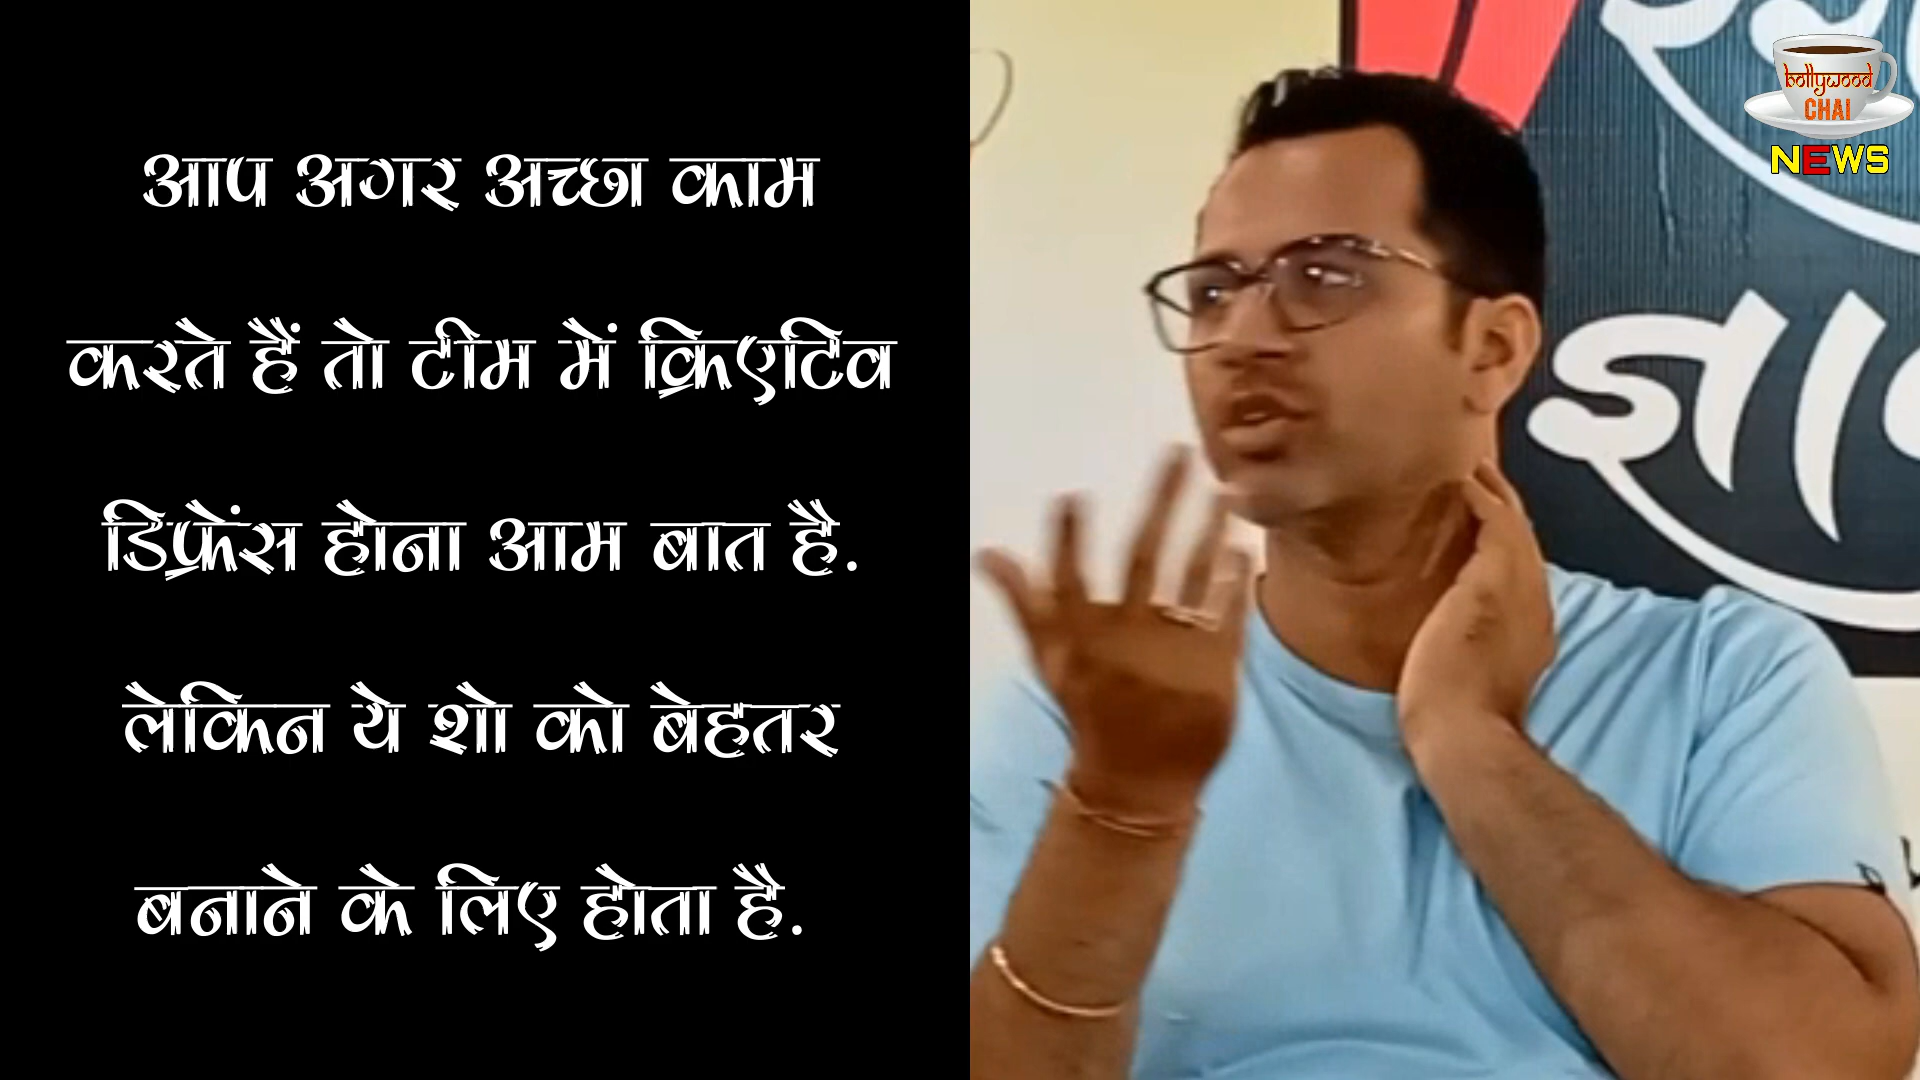 आप अगर अच्छा काम
करते हैं तो टीम में क्रिएटिव
डिफ्रेंस होना आम बात है.
लेकिन ये शो को बेहतर
बनाने के लिए होता है.
bollywood
CHAI
NEWS